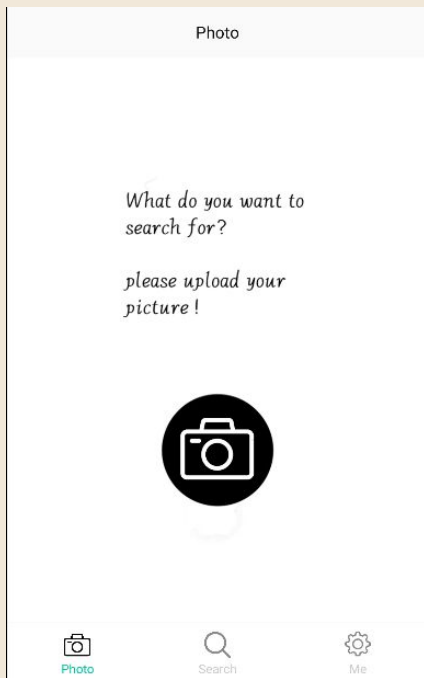 Photo
What do you want to
search for?
please upload your
picture !
Photo
Search
Me